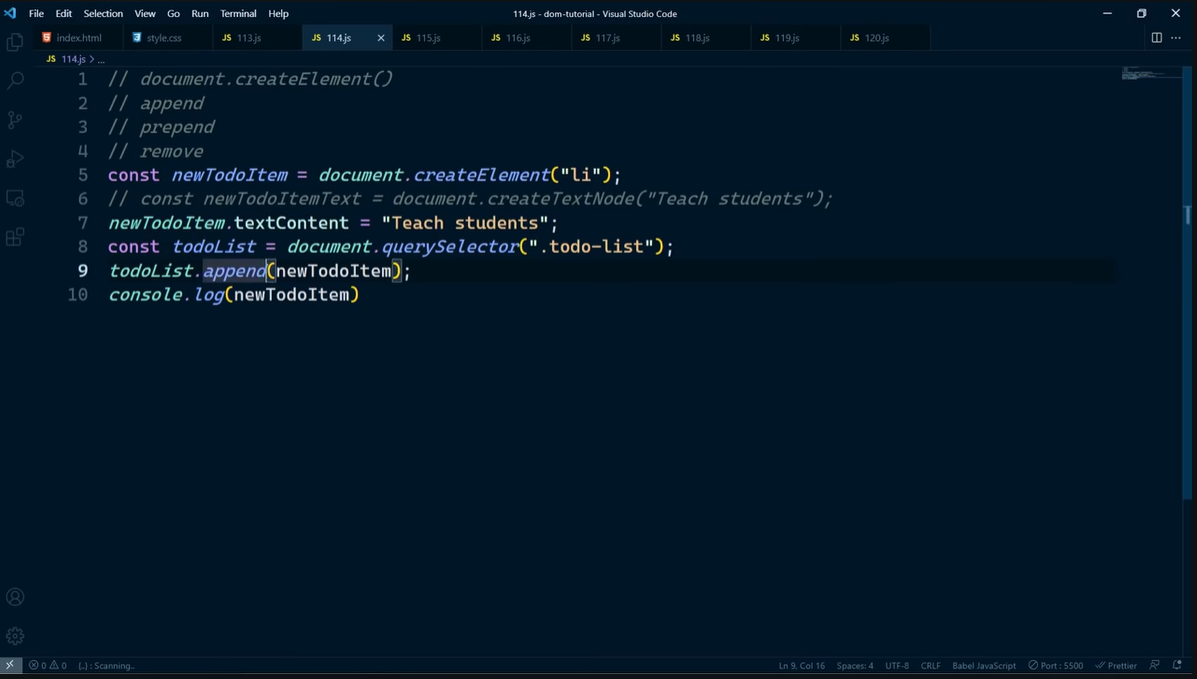 File Edit Selection View Go Run Terminal Help 114.js - dom-tutorial - Visual Studio Code
index.html style.css JS 113.js JS 114.js JS 115.js JS 116.js JS 117.js JS 118.js JS 119.js JS 120.js
JS 114.js > ...
1 // document.createElement()
2 // append
3 // prepend
4 // remove
5 const newTodoItem = document.createElement("li");
6 // const newTodoItemText = document.createTextNode("Teach students");
7 newTodoItem.textContent = "Teach students";
8 const todoList = document.querySelector(".todo-list");
9 todoList.append(newTodoItem);
10 console.log(newTodoItem)
0 0 {..} : Scanning.. Ln 9, Col 16 Spaces: 4 UTF-8 CRLF Babel JavaScript Port : 5500 Prettier